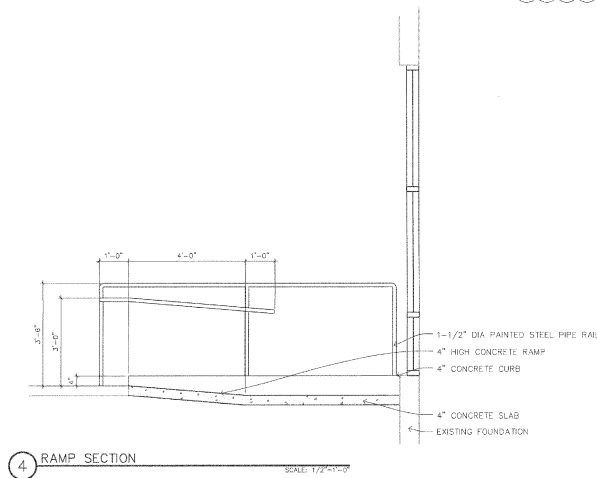 1'-0"
4'-0"
1'-0"
3'-6"
3'-0"
6"
1-1/2" DIA PAINTED STEEL PIPE RAIL
4" HIGH CONCRETE RAMP
4" CONCRETE CURB
4" CONCRETE SLAB
EXISTING FOUNDATION
4
RAMP SECTION
SCALE: 1/2"=1'-0"